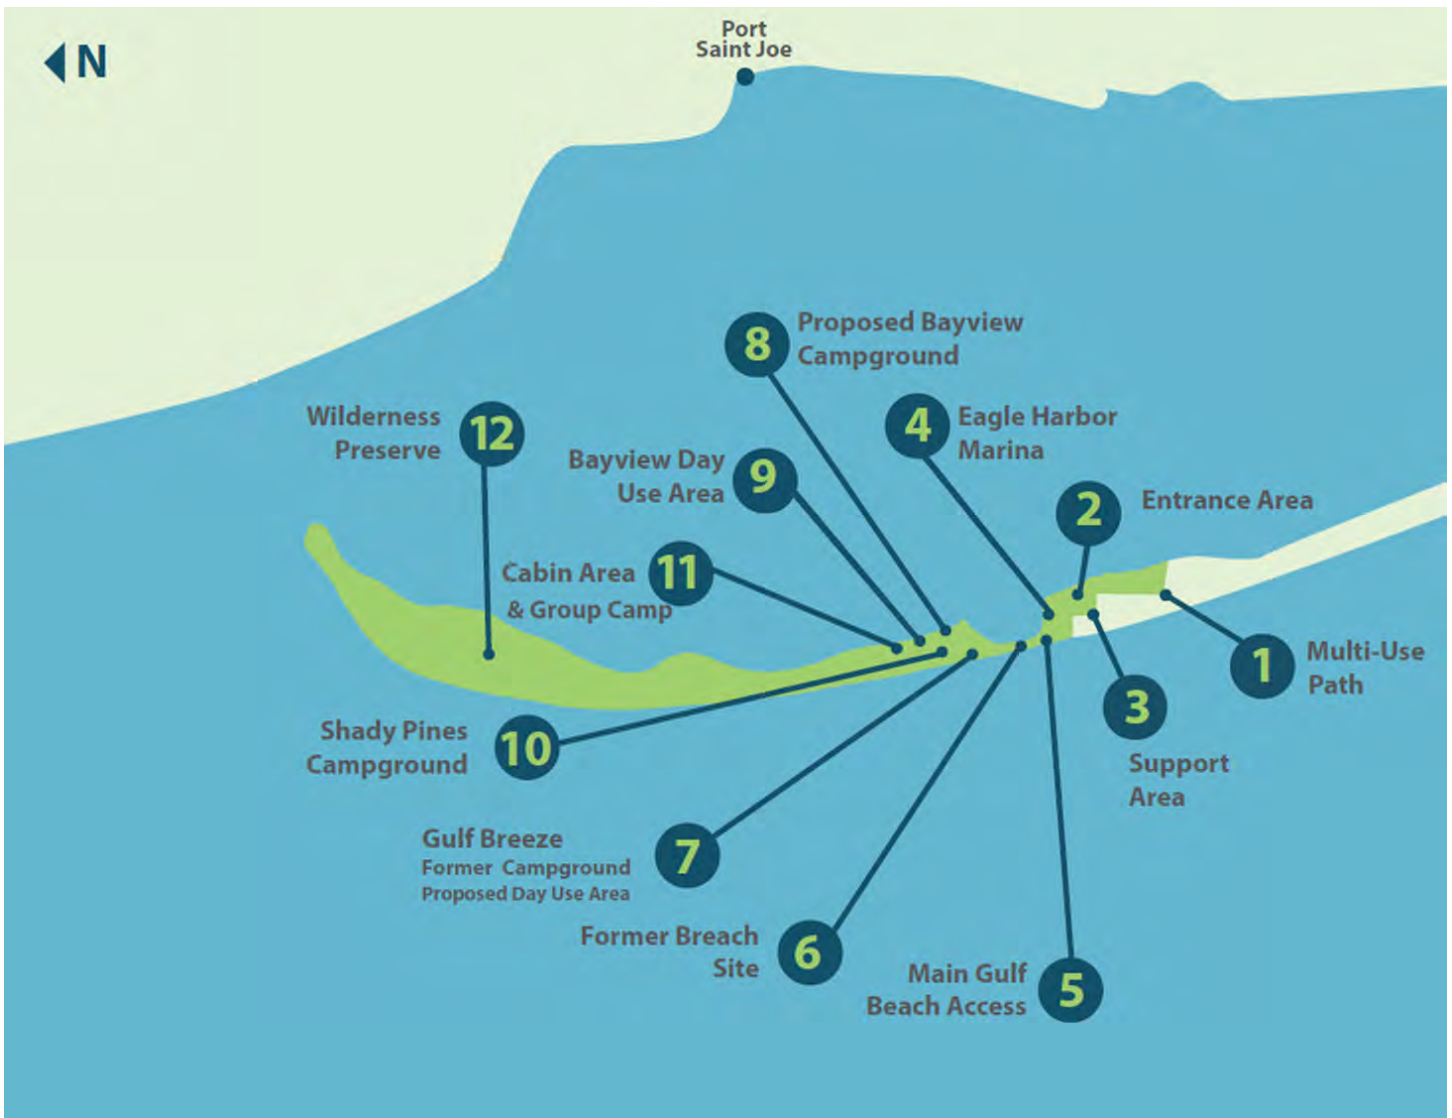 N
Port
Saint Joe
8
Proposed Bayview
Campground
4
Eagle Harbor
Marina
12
Wilderness
Preserve
9
Bayview Day
Use Area
2
Entrance Area
11
Cabin Area
& Group Camp
1
Multi-Use
Path
3
Support
Area
10
Shady Pines
Campground
7
Gulf Breeze
Former Campground
Proposed Day Use Area
6
Former Breach
Site
5
Main Gulf
Beach Access